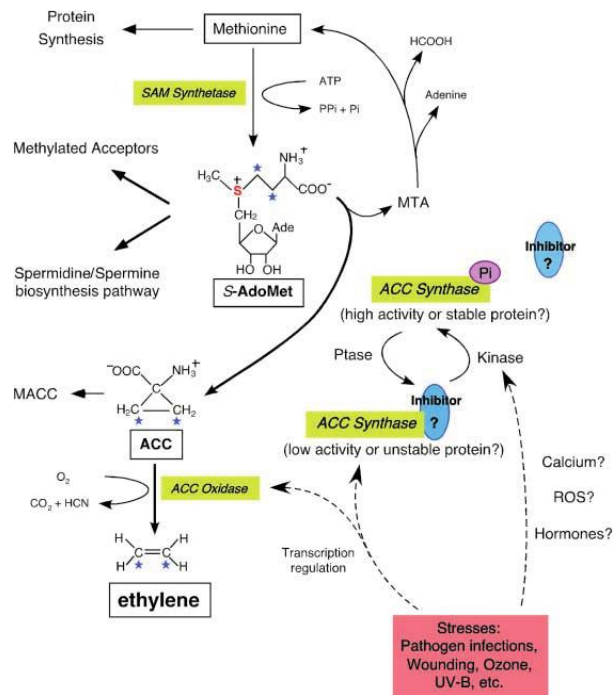 Protein
Synthesis
Methionine
HCOOH
SAM Synthetase
ATP
PPi + Pi
Adenine
Methylated Acceptors
H₃C
S
+
NH₃
+
COO⁻
CH₂
O
Ade
HO OH
MTA
Spermidine/Spermine
biosynthesis pathway
S-AdoMet
Inhibitor
?
Pi
ACC Synthase
(high activity or stable protein?)
Ptase
Kinase
⁻OOC
NH₃
+
C
H₂C
CH₂
MACC
ACC
Inhibitor
?
ACC Synthase
(low activity or unstable protein?)
O₂
CO₂ + HCN
ACC Oxidase
Calcium?
ROS?
Hormones?
Transcription
regulation
H H
C=C
H H
ethylene
Stresses:
Pathogen infections,
Wounding, Ozone,
UV-B, etc.